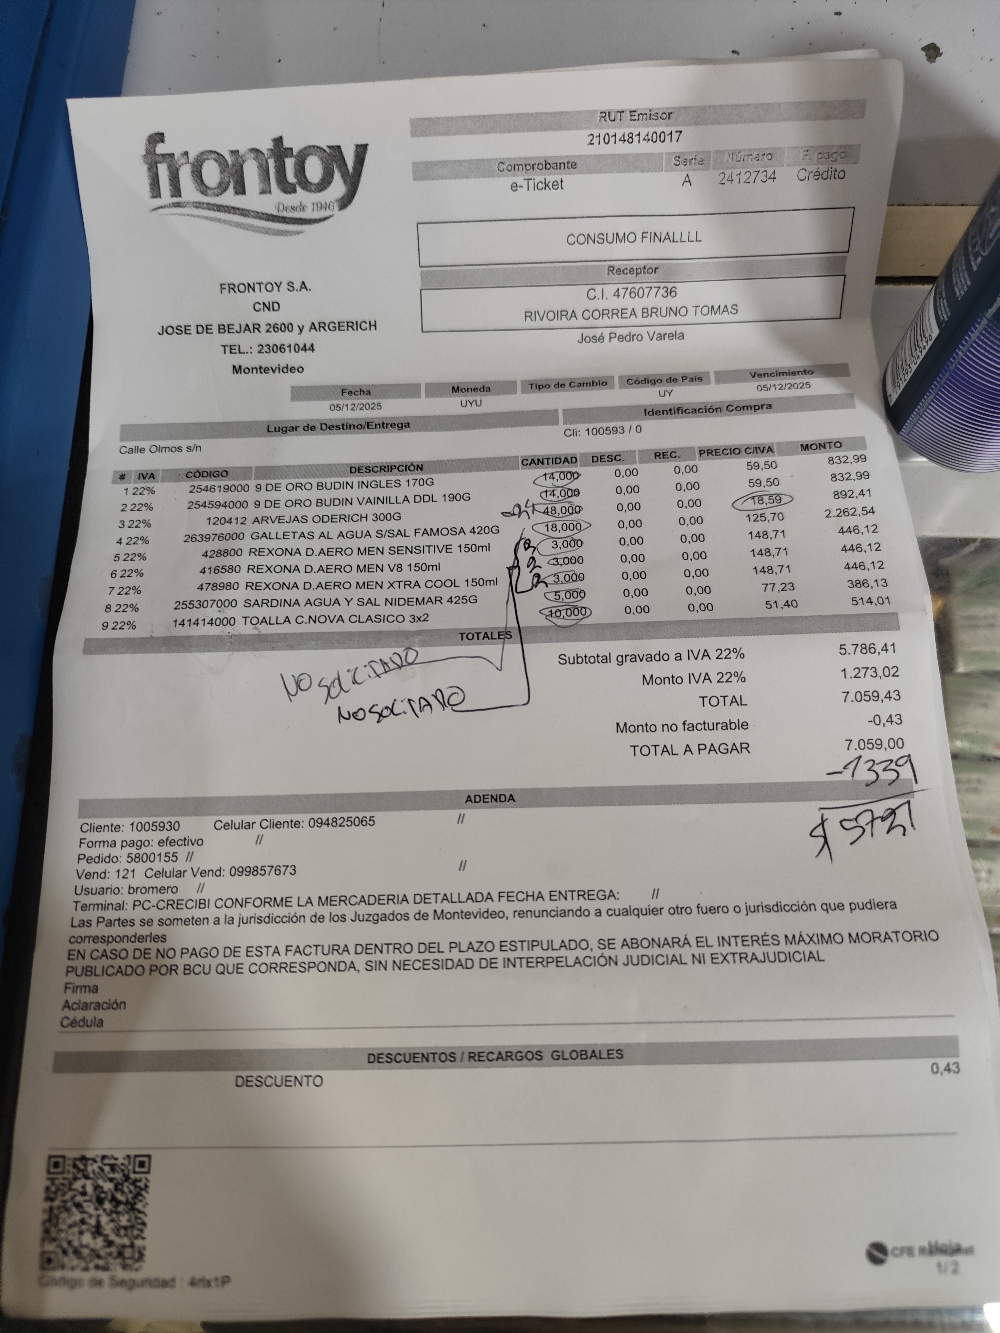 frontoy
Desde 1946
RUT Emisor
210148140017
Comprobante Serie Número F. pago
e-Ticket A 2412734 Crédito
CONSUMO FINALLLL
Receptor
C.I. 47607736
RIVOIRA CORREA BRUNO TOMAS
José Pedro Varela
FRONTOY S.A.
CND
JOSE DE BEJAR 2600 y ARGERICH
TEL.: 23061044
Montevideo
Fecha Moneda Tipo de Cambio Código de País Vencimiento
05/12/2025 UYU UY 05/12/2025
Lugar de Destino/Entrega Identificación Compra
Calle Olmos s/n Cli: 100593 / 0
# IVA CÓDIGO DESCRIPCIÓN CANTIDAD DESC. REC. PRECIO C/IVA MONTO
1 22% 254619000 9 DE ORO BUDIN INGLES 170G 14,000 0,00 0,00 59,50 832,99
2 22% 254594000 9 DE ORO BUDIN VAINILLA DDL 190G 14,000 0,00 0,00 59,50 832,99
3 22% 120412 ARVEJAS ODERICH 300G 48,000 0,00 0,00 18,59 892,41
4 22% 263976000 GALLETAS AL AGUA S/SAL FAMOSA 420G 18,000 0,00 0,00 125,70 2.262,54
5 22% 428800 REXONA D.AERO MEN SENSITIVE 150ml 3,000 0,00 0,00 148,71 446,12
6 22% 416580 REXONA D.AERO MEN V8 150ml 3,000 0,00 0,00 148,71 446,12
7 22% 478980 REXONA D.AERO MEN XTRA COOL 150ml 3,000 0,00 0,00 148,71 446,12
8 22% 255307000 SARDINA AGUA Y SAL NIDEMAR 425G 5,000 0,00 0,00 77,23 386,13
9 22% 141414000 TOALLA C.NOVA CLASICO 3x2 10,000 0,00 0,00 51,40 514,01
TOTALES
NO SOLICITADO
NO SOLICITADO
Subtotal gravado a IVA 22% 5.786,41
Monto IVA 22% 1.273,02
TOTAL 7.059,43
Monto no facturable -0,43
TOTAL A PAGAR 7.059,00
-1339
ADENDA
Cliente: 1005930 Celular Cliente: 094825065 //
Forma pago: efectivo //
Pedido: 5800155 //
Vend: 121 Celular Vend: 099857673 //
Usuario: bromero //
Terminal: PC-CRECIBI CONFORME LA MERCADERIA DETALLADA FECHA ENTREGA: //
Las Partes se someten a la jurisdicción de los Juzgados de Montevideo, renunciando a cualquier otro fuero o jurisdicción que pudiera
corresponderles
EN CASO DE NO PAGO DE ESTA FACTURA DENTRO DEL PLAZO ESTIPULADO, SE ABONARÁ EL INTERÉS MÁXIMO MORATORIO
PUBLICADO POR BCU QUE CORRESPONDA, SIN NECESIDAD DE INTERPELACIÓN JUDICIAL NI EXTRAJUDICIAL
Firma
Aclaración
Cédula
DESCUENTOS / RECARGOS GLOBALES
DESCUENTO 0,43
Código de Seguridad : 4rtx1P
CFE
Hoja
1/2